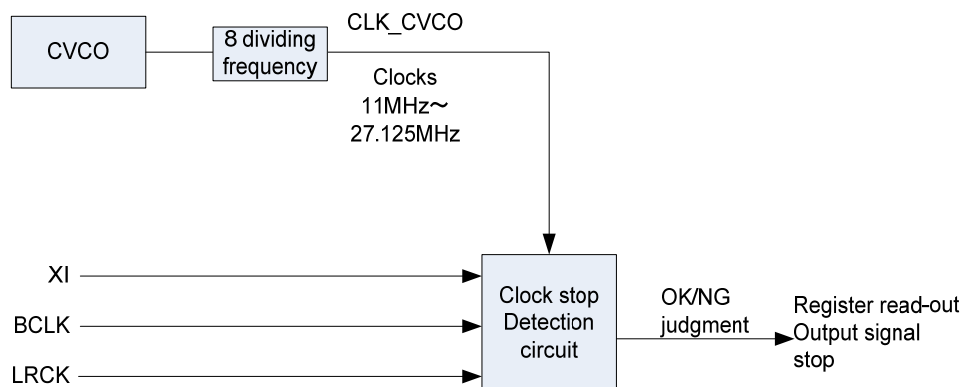 CVCO
8 dividing
frequency
CLK_CVCO
Clocks
11MHz～
27.125MHz
XI
BCLK
LRCK
Clock stop
Detection
circuit
OK/NG
judgment
Register read-out
Output signal
stop